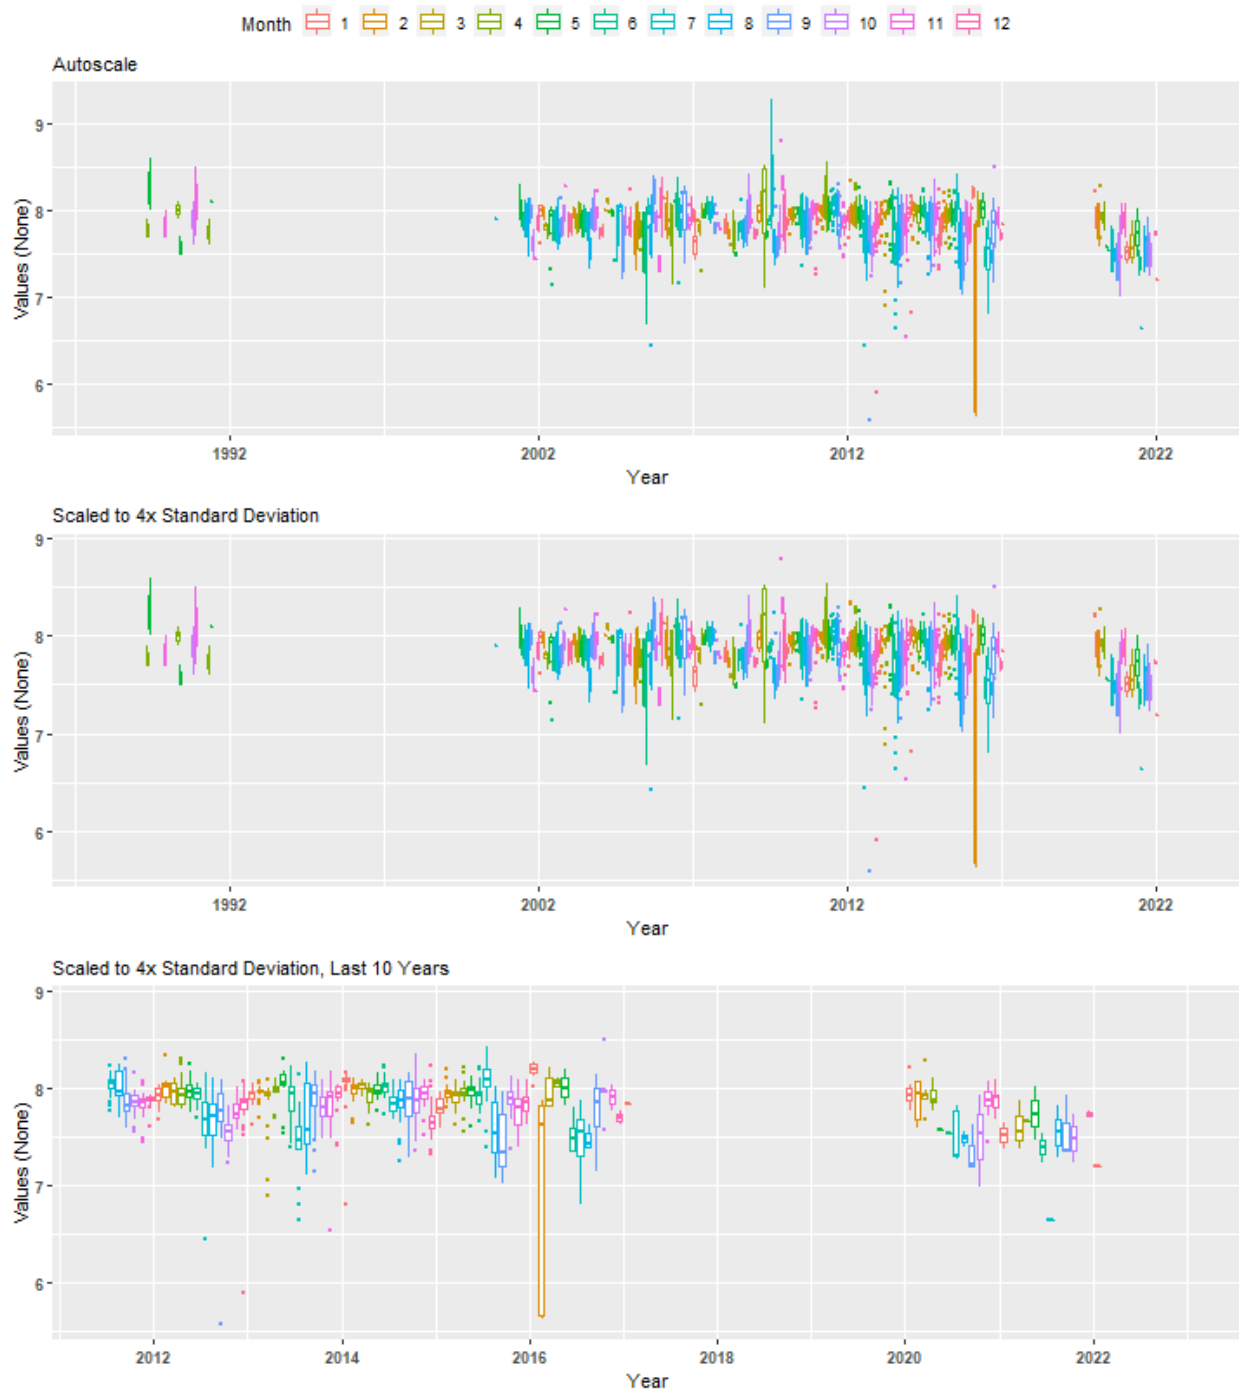 Month 1 2 3 4 5 6 7 8 9 10 11 12
Autoscale
9
8
7
6
Values (None)
1992 2002 2012 2022
Year
Scaled to 4x Standard Deviation
9
8
7
6
Values (None)
1992 2002 2012 2022
Year
Scaled to 4x Standard Deviation, Last 10 Years
9
8
7
6
Values (None)
2012 2014 2016 2018 2020 2022
Year